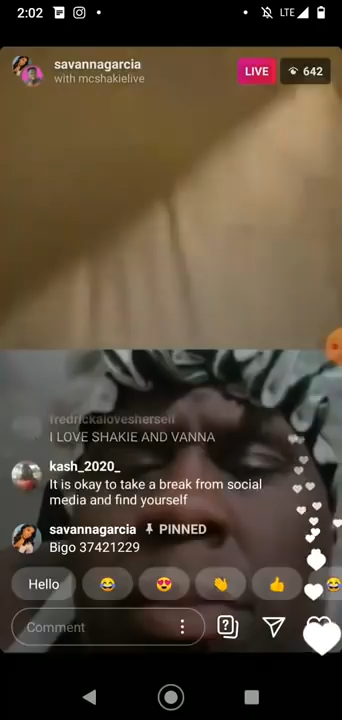 2:02
LTE
savannagarcia
with mcshakielive
LIVE
642
fredrickalovesherself
I LOVE SHAKIE AND VANNA
kash_2020_
It is okay to take a break from social
media and find yourself
savannagarcia PINNED
Bigo 37421229
Hello
Comment